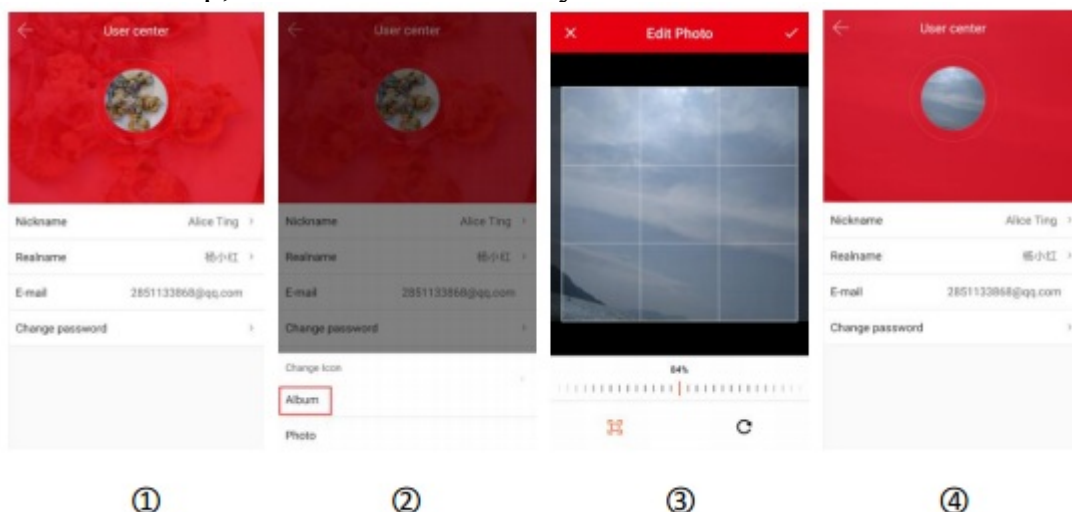 User center
Nickname Alice Ting
Realname 杨小红
E-mail 2851133868@qq.com
Change password
User center
Nickname Alice Ting
Realname 杨小红
E-mail 2851133868@qq.com
Change password
Change Icon
Album
Photo
Edit Photo
84%
User center
Nickname Alice Ting
Realname 杨小红
E-mail 2851133868@qq.com
Change password
①
②
③
④